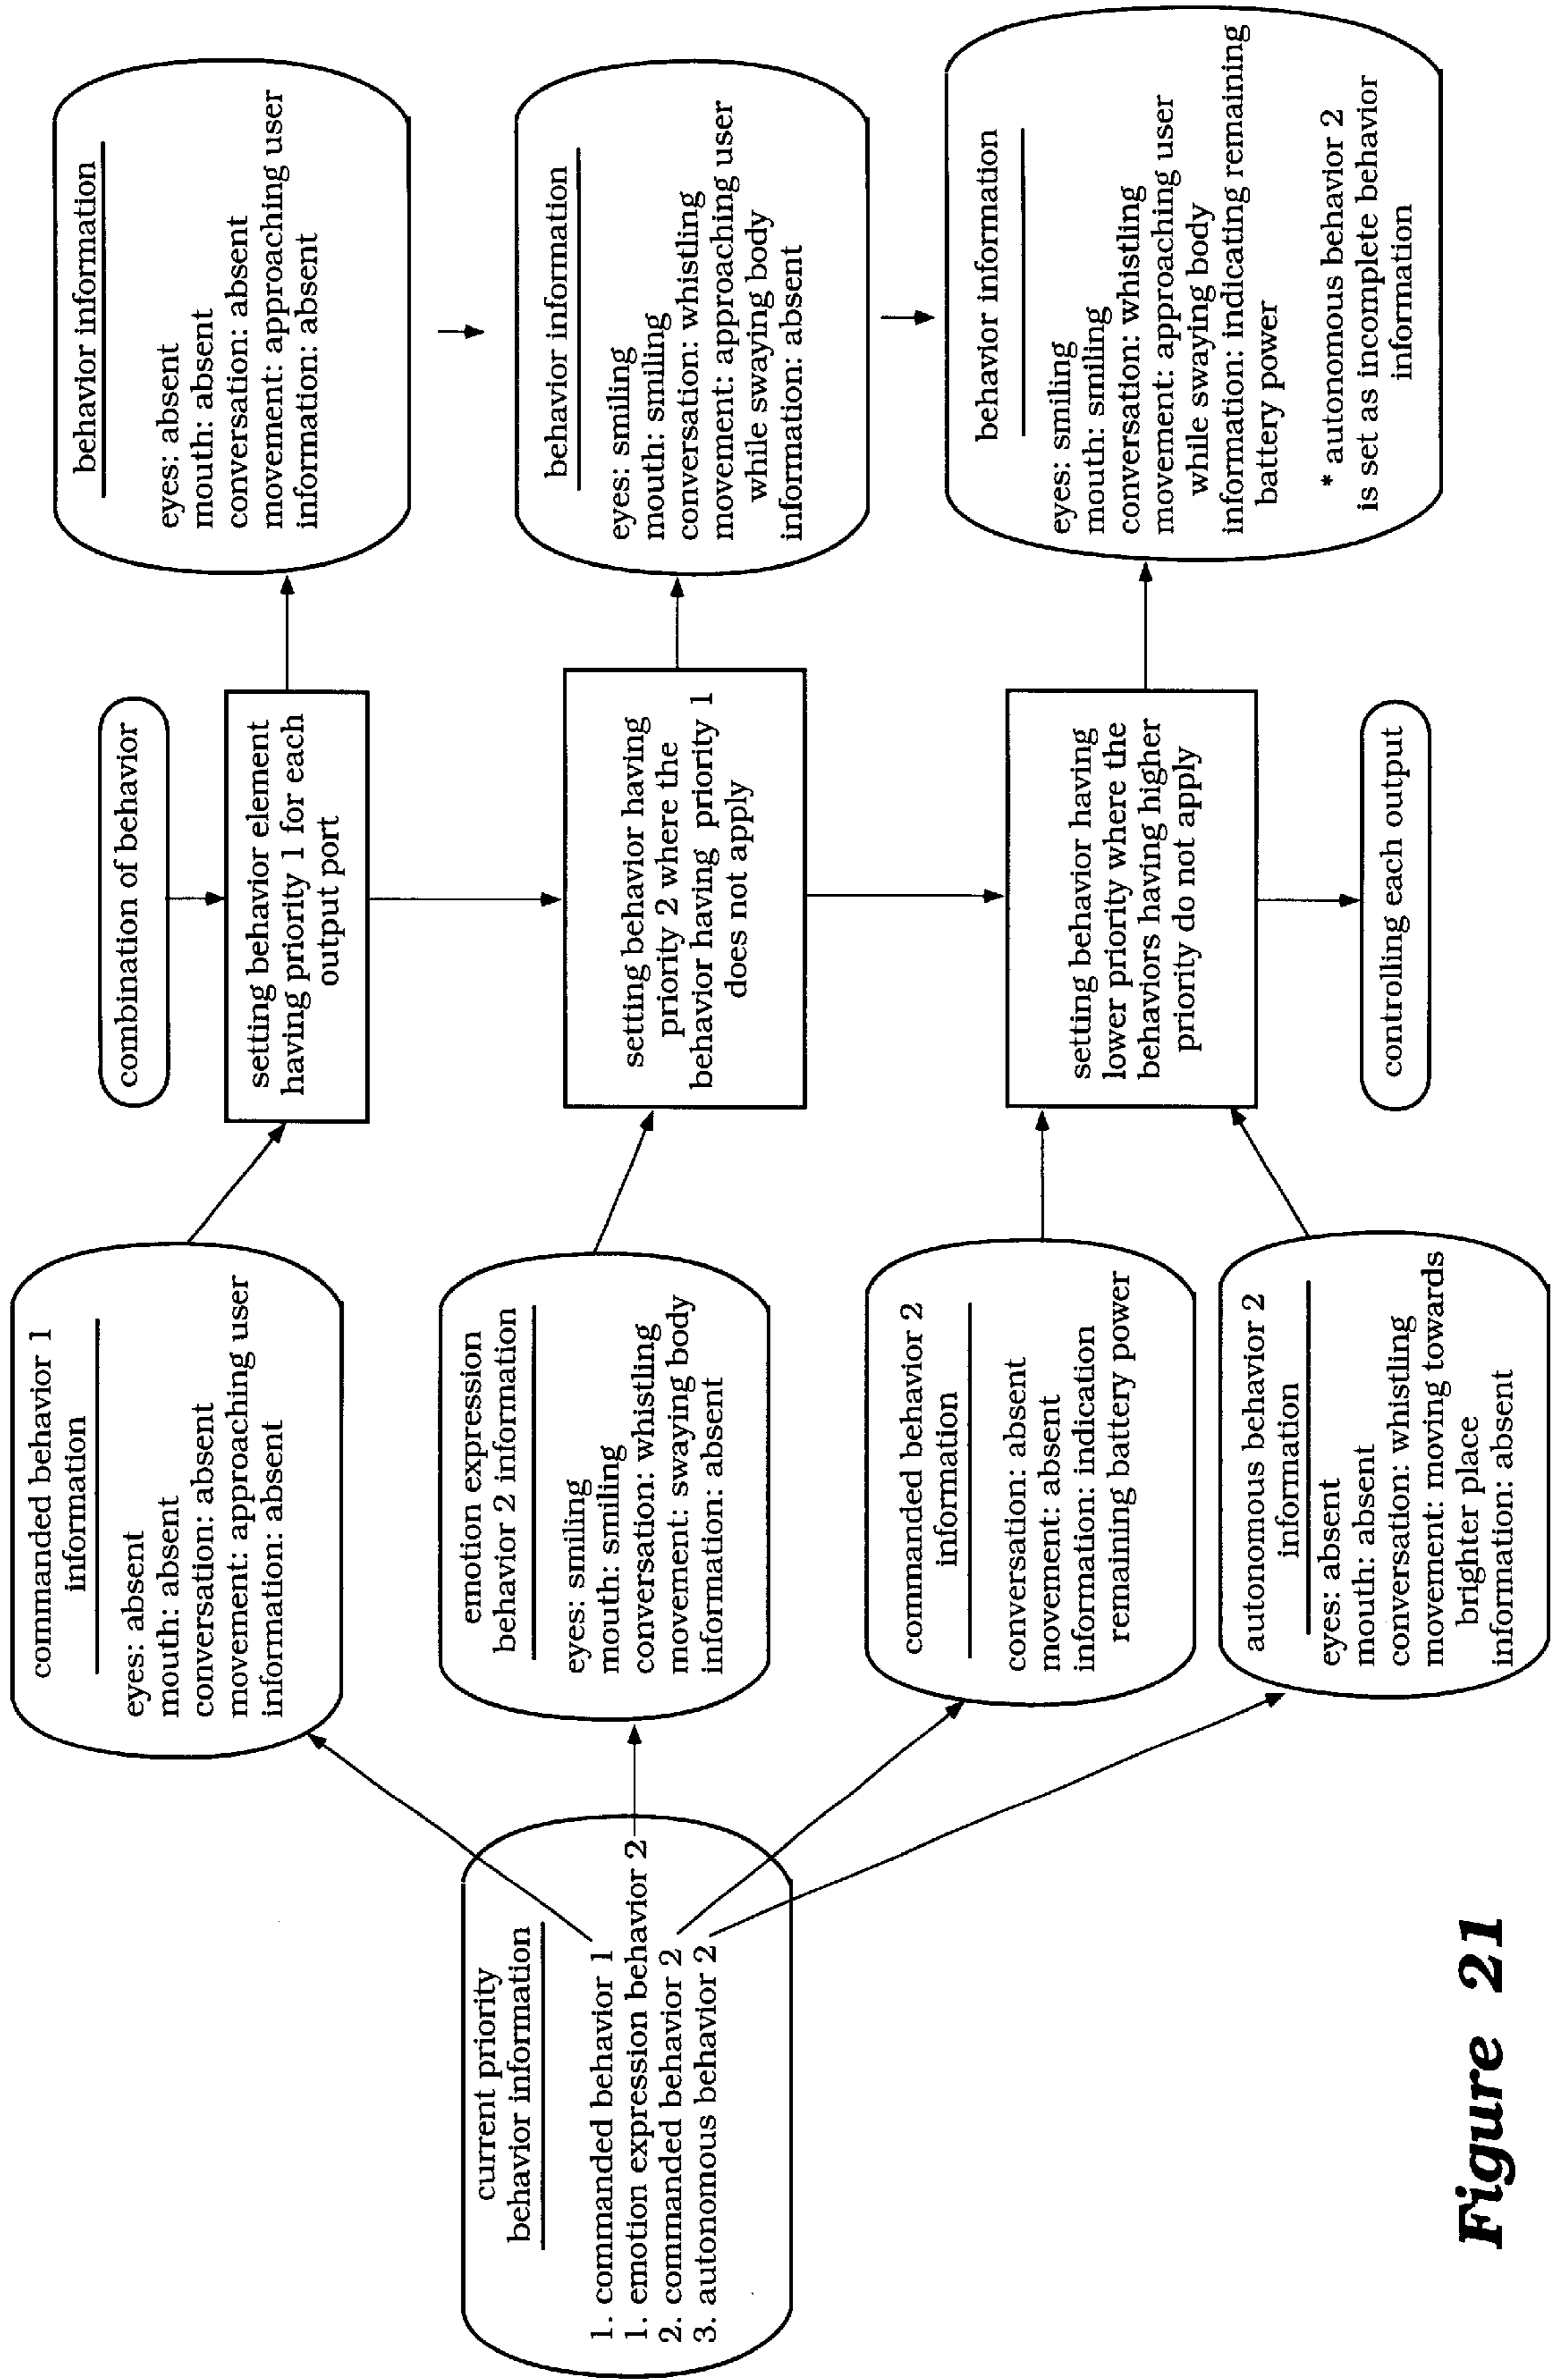 current priority
behavior information
1. commanded behavior 1
1. emotion expression behavior 2
2. commanded behavior 2
3. autonomous behavior 2
commanded behavior 1
information
eyes: absent
mouth: absent
conversation: absent
movement: approaching user
information: absent
emotion expression
behavior 2 information
eyes: smiling
mouth: smiling
conversation: whistling
movement: swaying body
information: absent
commanded behavior 2
information
conversation: absent
movement: absent
information: indication
remaining battery power
autonomous behavior 2
information
eyes: absent
mouth: absent
conversation: whistling
movement: moving towards
brighter place
information: absent
combination of behavior
setting behavior element
having priority 1 for each
output port
setting behavior having
priority 2 where the
behavior having priority 1
does not apply
setting behavior having
lower priority where the
behaviors having higher
priority do not apply
controlling each output
behavior information
eyes: absent
mouth: absent
conversation: absent
movement: approaching user
information: absent
behavior information
eyes: smiling
mouth: smiling
conversation: whistling
movement: approaching user
while swaying body
information: absent
behavior information
eyes: smiling
mouth: smiling
conversation: whistling
movement: approaching user
while swaying body
information: indicating remaining
battery power
* autonomous behavior 2
is set as incomplete behavior
information
Figure 21